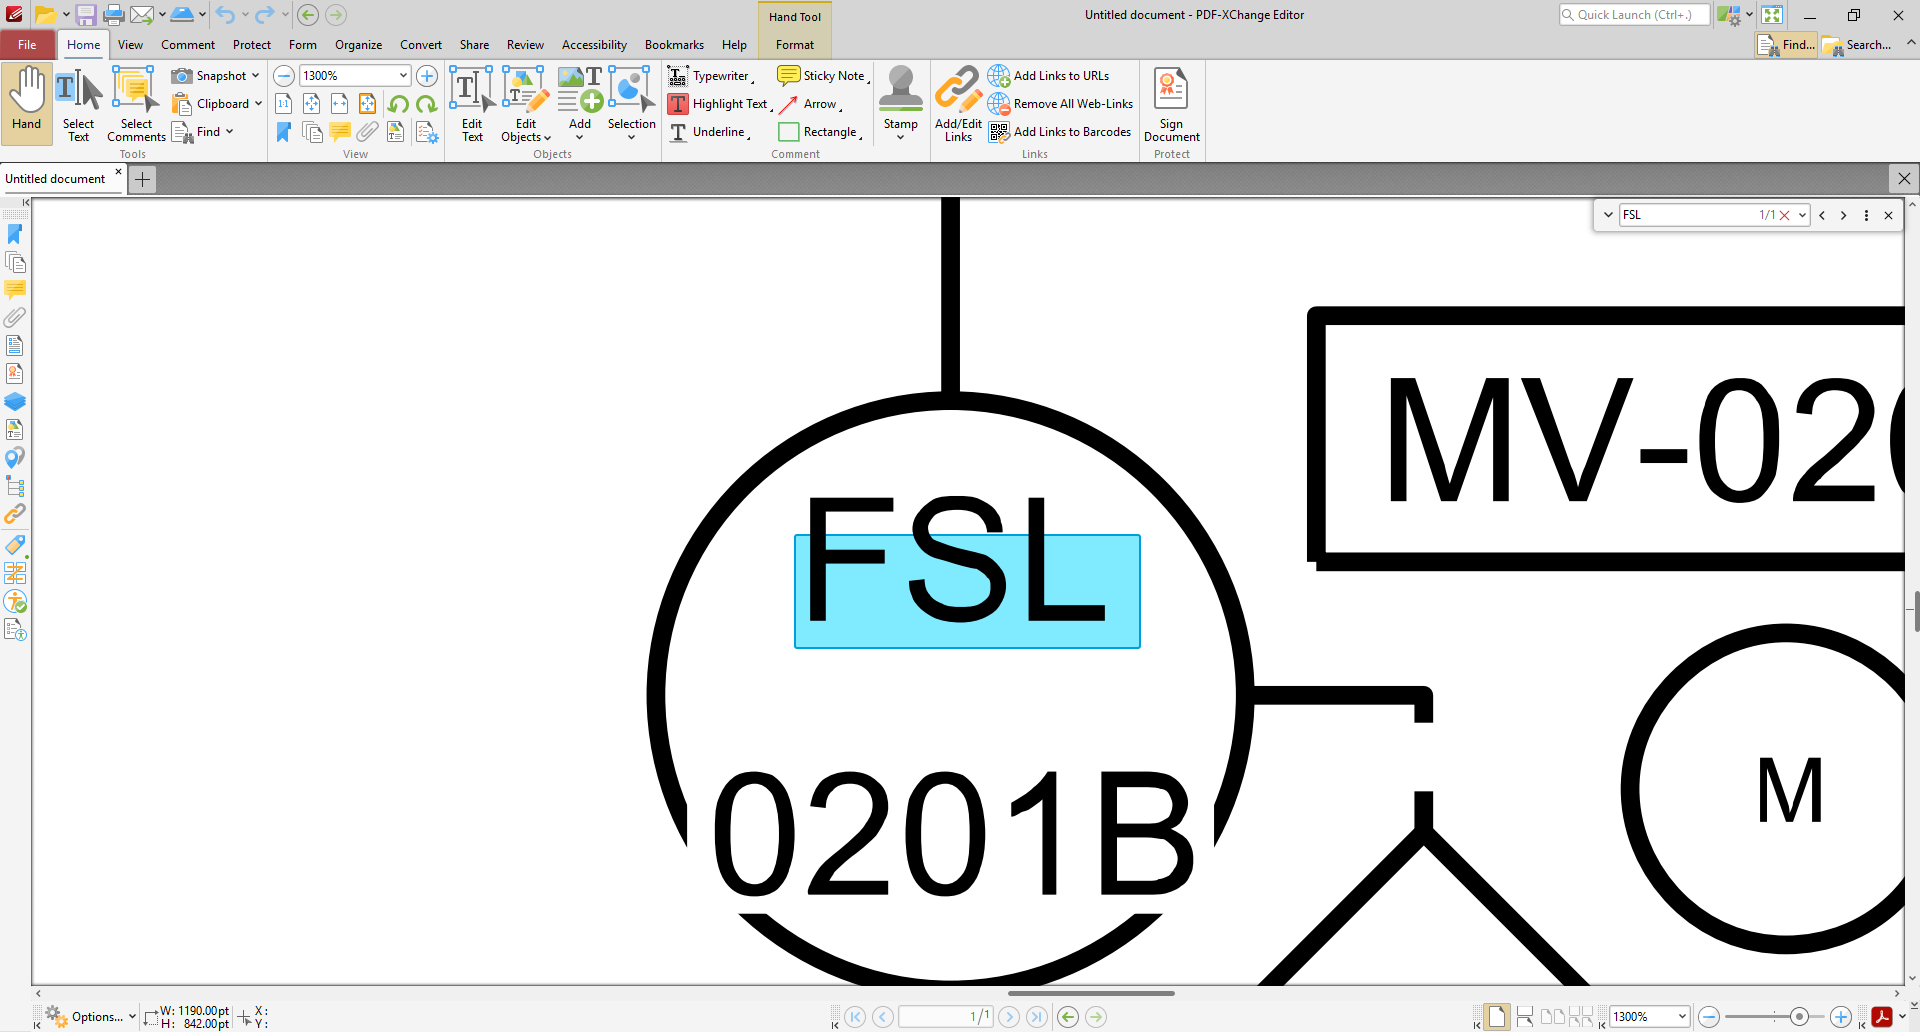 Hand Tool
Untitled document - PDF-XChange Editor
Quick Launch (Ctrl+.)
File Home View Comment Protect Form Organize Convert Share Review Accessibility Bookmarks Help Format
Find... Search...
Hand
Select Text
Select Comments
Snapshot
Clipboard
Find
Tools
1300%
1:1
View
Edit Text
Edit Objects
Add
Selection
Objects
Typewriter
Highlight Text
Underline
Sticky Note
Arrow
Rectangle
Stamp
Comment
Add/Edit Links
Add Links to URLs
Remove All Web-Links
Add Links to Barcodes
Links
Sign Document
Protect
Untitled document
FSL 1/1
MV-020
FSL
0201B
M
Options...
W: 1190.00pt
H: 842.00pt
X:
Y:
1/1
1300%